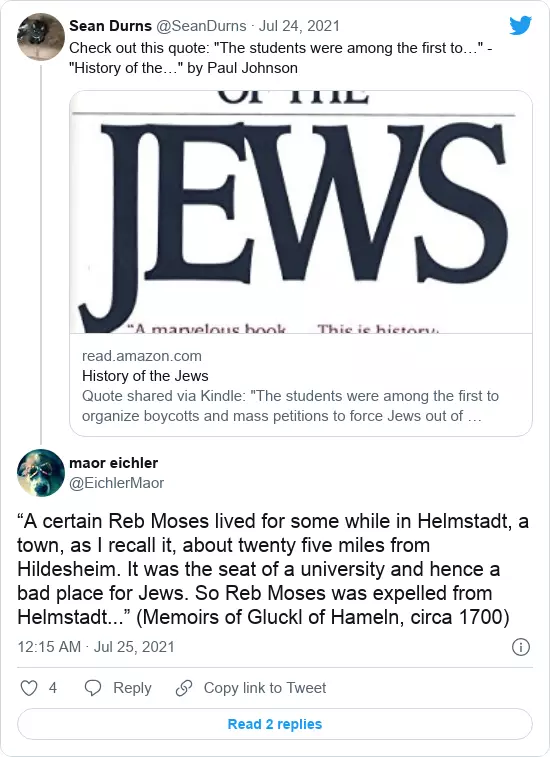 Sean Durns @SeanDurns · Jul 24, 2021
Check out this quote: "The students were among the first to…" -
"History of the…" by Paul Johnson
OF THE
JEWS
"A marvelous book.... This is history,
read.amazon.com
History of the Jews
Quote shared via Kindle: "The students were among the first to
organize boycotts and mass petitions to force Jews out of …
maor eichler
@EichlerMaor
“A certain Reb Moses lived for some while in Helmstadt, a
town, as I recall it, about twenty five miles from
Hildesheim. It was the seat of a university and hence a
bad place for Jews. So Reb Moses was expelled from
Helmstadt...” (Memoirs of Gluckl of Hameln, circa 1700)
12:15 AM · Jul 25, 2021
4 Reply Copy link to Tweet
Read 2 replies